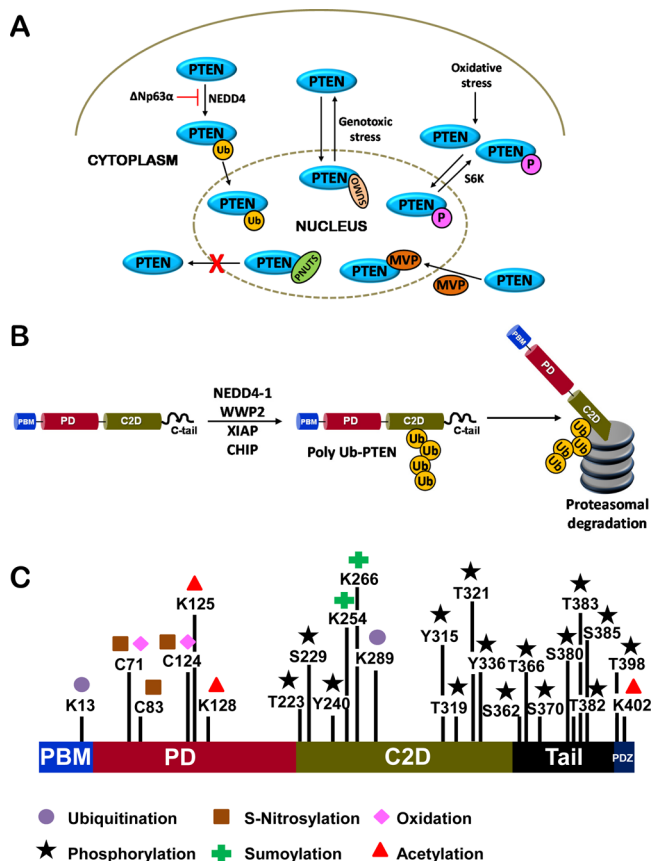 A
PTEN
ΔNp63α
NEDD4
PTEN
Ub
CYTOPLASM
PTEN
Ub
PTEN
Genotoxic
stress
PTEN
SUMO
NUCLEUS
Oxidative
stress
PTEN
PTEN
P
S6K
PTEN
P
PTEN
X
PTEN
PNUTS
PTEN
MVP
MVP
PTEN
B
PBM
PD
C2D
C-tail
NEDD4-1
WWP2
XIAP
CHIP
PBM
PD
C2D
C-tail
Poly Ub-PTEN
Ub
Ub
Ub
Ub
PBM
PD
C2D
Ub
Ub
Ub
Ub
Proteasomal
degradation
C
K13
C71
C83
C124
K125
K128
T223
S229
Y240
K254
K266
K289
Y315
T319
T321
Y336
S362
T366
S370
S380
T382
T383
S385
T398
K402
PBM PD C2D Tail PDZ
Ubiquitination S-Nitrosylation Oxidation
Phosphorylation Sumoylation Acetylation